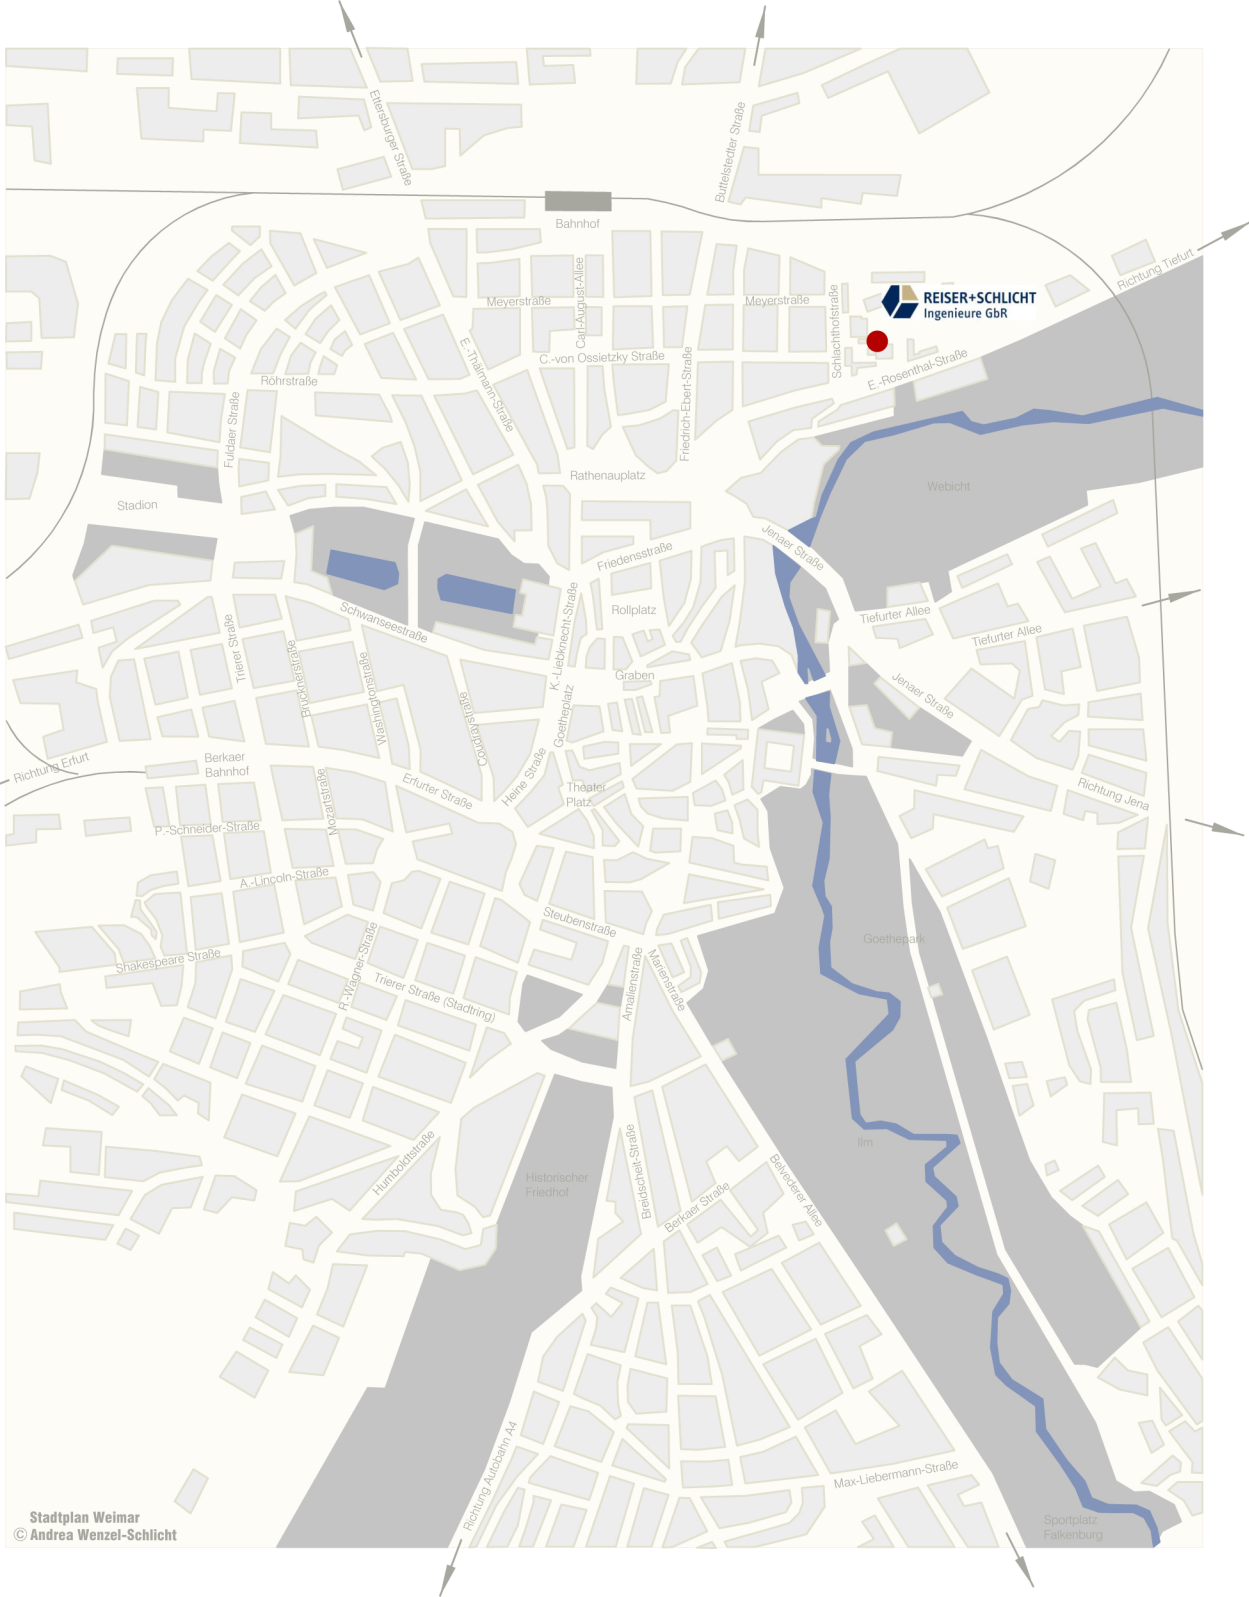 Ettersburger Straße
Buttelstedter Straße
Bahnhof
Richtung Tiefurt
Meyerstraße
Carl-August-Allee
Meyerstraße
Schlachthofstraße
REISER+SCHLICHT
Ingenieure GbR
E.-Thälmann-Straße
C.-von Ossietzky Straße
Friedrich-Ebert-Straße
E.-Rosenthal-Straße
Röhrstraße
Fuldaer Straße
Rathenauplatz
Webicht
Stadion
Jenaer Straße
Friedensstraße
Schwanseestraße
K.-Liebknecht-Straße
Rollplatz
Tiefurter Allee
Tiefurter Allee
Trierer Straße
Brucknerstraße
Washingtonstraße
Graben
Jenaer Straße
Coudraystraße
Goetheplatz
Richtung Erfurt
Berkaer
Bahnhof
Erfurter Straße
Heine Straße
Theater
Platz
Richtung Jena
Mozartstraße
P.-Schneider-Straße
A.-Lincoln-Straße
Steubenstraße
Goethepark
Shakespeare Straße
R.-Wagner-Straße
Trierer Straße (Stadtring)
Amalienstraße
Marienstraße
Ilm
Humboldtstraße
Historischer
Friedhof
Breidscheit-Straße
Berkaer Straße
Belvederer Allee
Richtung Autobahn A4
Max-Liebermann-Straße
Sportplatz
Falkenburg
Stadtplan Weimar
© Andrea Wenzel-Schlicht